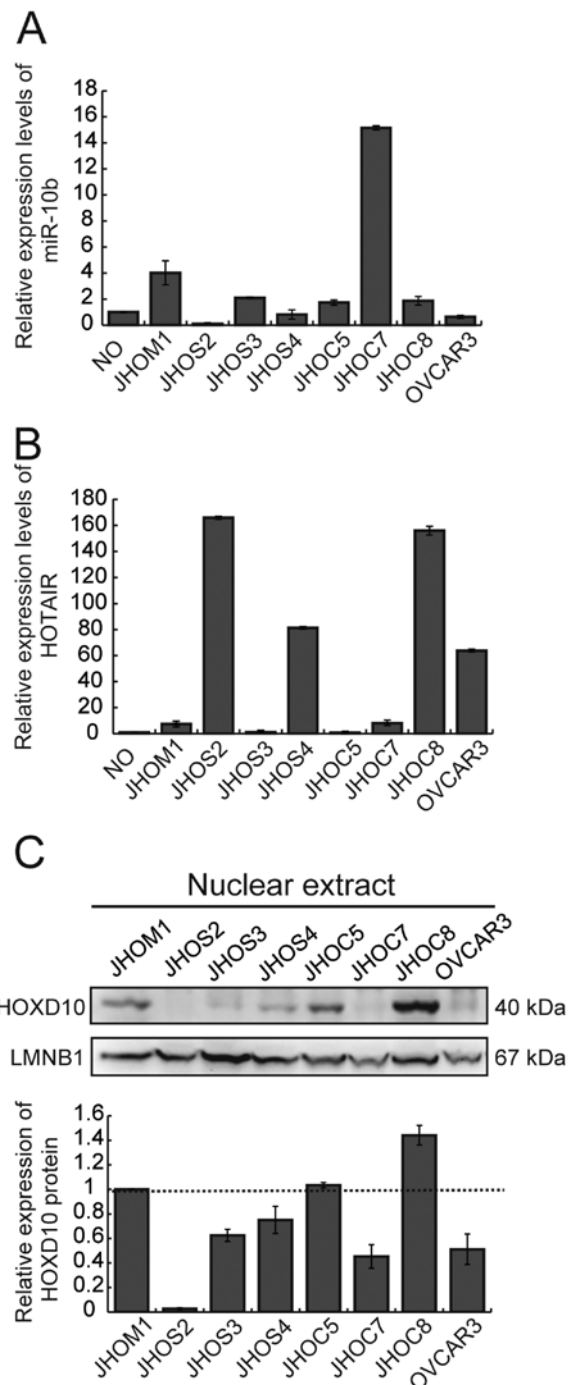 A
Relative expression levels of
miR-10b
18
16
14
12
10
8
6
4
2
0
NO
JHOM1
JHOS2
JHOS3
JHOS4
JHOC5
JHOC7
JHOC8
OVCAR3
B
Relative expression levels of
HOTAIR
180
160
140
120
100
80
60
40
20
0
NO
JHOM1
JHOS2
JHOS3
JHOS4
JHOC5
JHOC7
JHOC8
OVCAR3
C
Nuclear extract
JHOM1
JHOS2
JHOS3
JHOS4
JHOC5
JHOC7
JHOC8
OVCAR3
HOXD10 40 kDa
LMNB1 67 kDa
Relative expression of
HOXD10 protein
1.6
1.4
1.2
1
0.8
0.6
0.4
0.2
0
JHOM1
JHOS2
JHOS3
JHOS4
JHOC5
JHOC7
JHOC8
OVCAR3